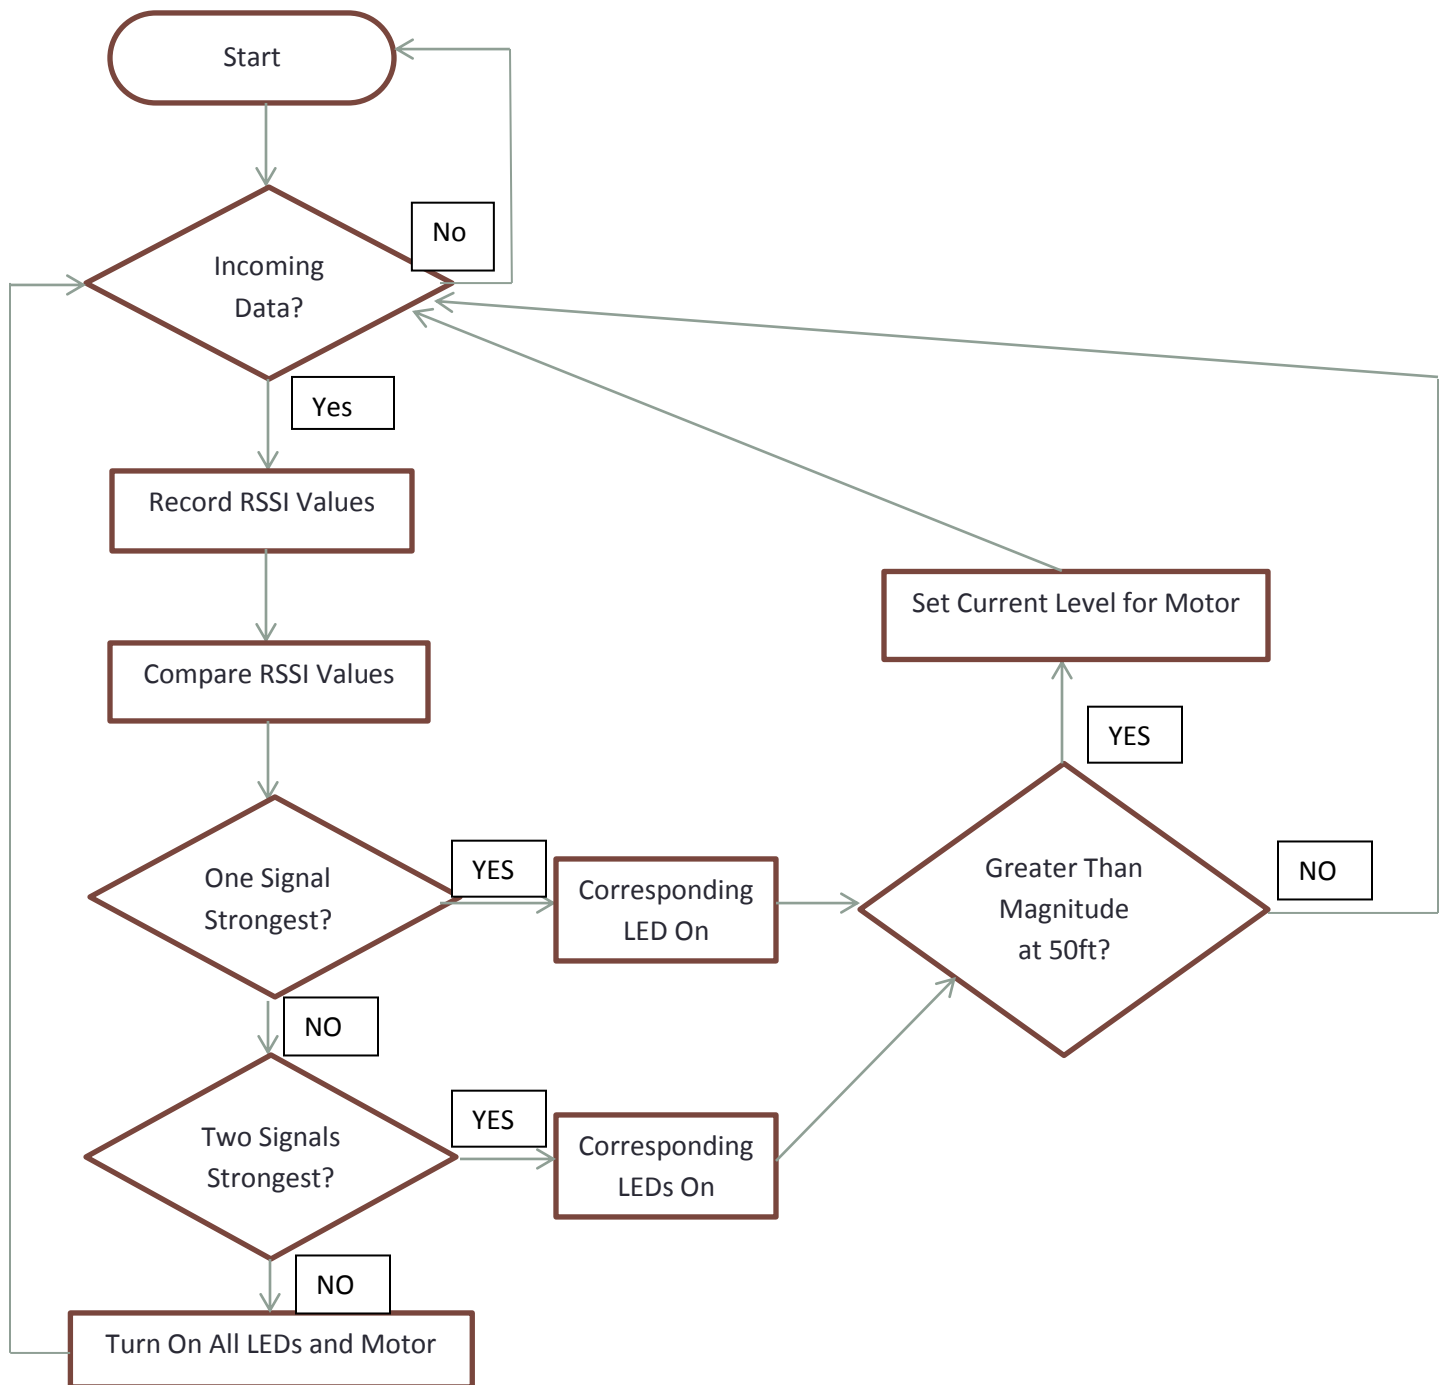 Start
No
Incoming
Data?
Yes
Record RSSI Values
Set Current Level for Motor
Compare RSSI Values
YES
One Signal
Strongest?
YES
Corresponding
LED On
Greater Than
Magnitude
at 50ft?
NO
NO
Two Signals
Strongest?
YES
Corresponding
LEDs On
NO
Turn On All LEDs and Motor